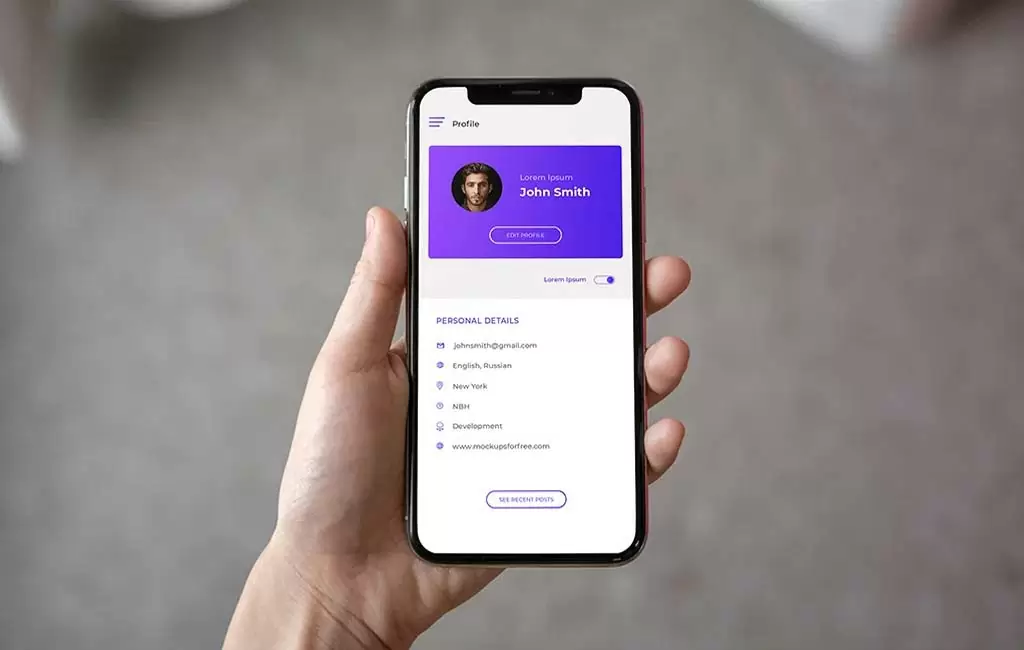 Profile
Lorem Ipsum
John Smith
EDIT PROFILE
Lorem Ipsum
PERSONAL DETAILS
johnsmith@gmail.com
English, Russian
New York
NBH
Development
www.mockupsforfree.com
SEE RECENT POSTS